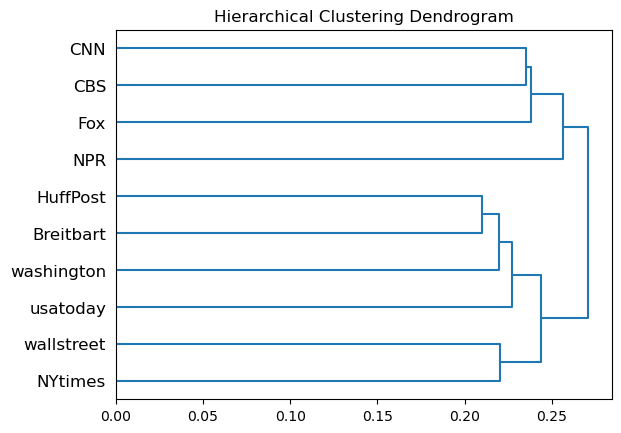 Hierarchical Clustering Dendrogram
CNN
CBS
Fox
NPR
HuffPost
Breitbart
washington
usatoday
wallstreet
NYtimes
0.00 0.05 0.10 0.15 0.20 0.25